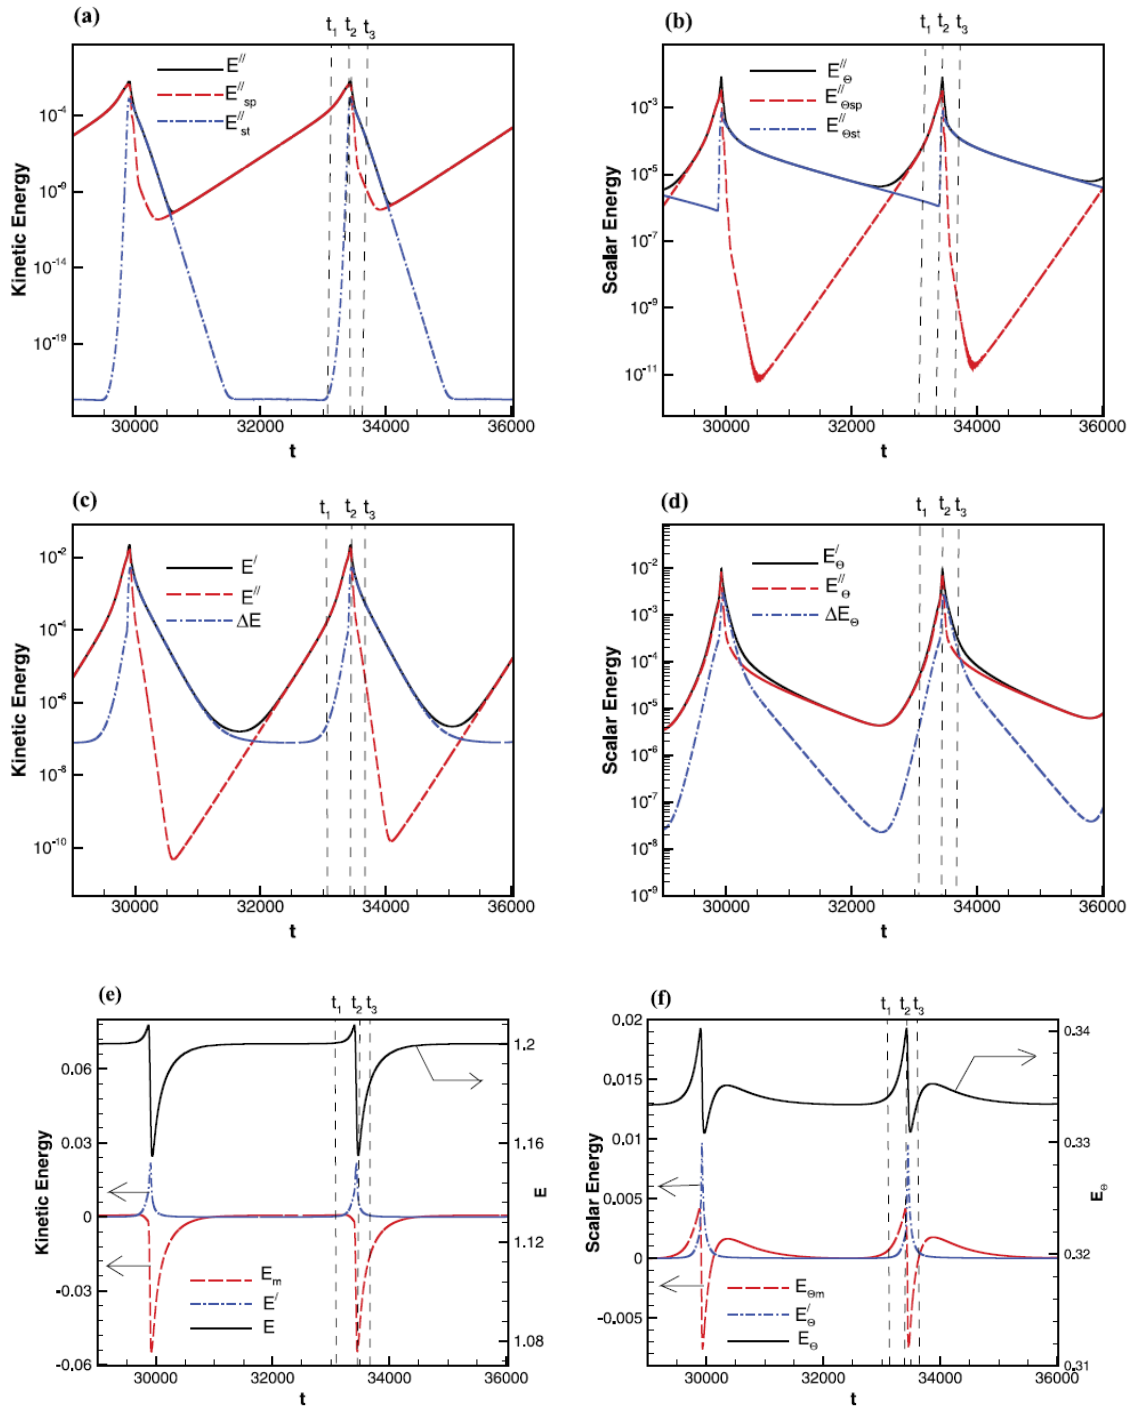 (a)
t1 t2 t3
E//
E//sp
E//st
Kinetic Energy
10-4
10-9
10-14
10-19
30000 32000 34000 36000
t
(b)
t1 t2 t3
E//Θ
E//Θsp
E//Θst
Scalar Energy
10-3
10-5
10-7
10-9
10-11
30000 32000 34000 36000
t
(c)
t1 t2 t3
E/
E//
ΔE
Kinetic Energy
10-2
10-4
10-6
10-8
10-10
30000 32000 34000 36000
t
(d)
t1 t2 t3
E/Θ
E//Θ
ΔEΘ
Scalar Energy
10-2
10-3
10-4
10-5
10-6
10-7
10-8
10-9
30000 32000 34000 36000
t
(e)
t1 t2 t3
Kinetic Energy
0.06
0.03
0
-0.03
-0.06
1.2
1.16
1.12
1.08
E
Em
E/
E
30000 32000 34000 36000
t
(f)
t1 t2 t3
Scalar Energy
0.02
0.015
0.01
0.005
0
-0.005
0.34
0.33
0.32
0.31
EΘ
EΘm
E/Θ
EΘ
30000 32000 34000 36000
t